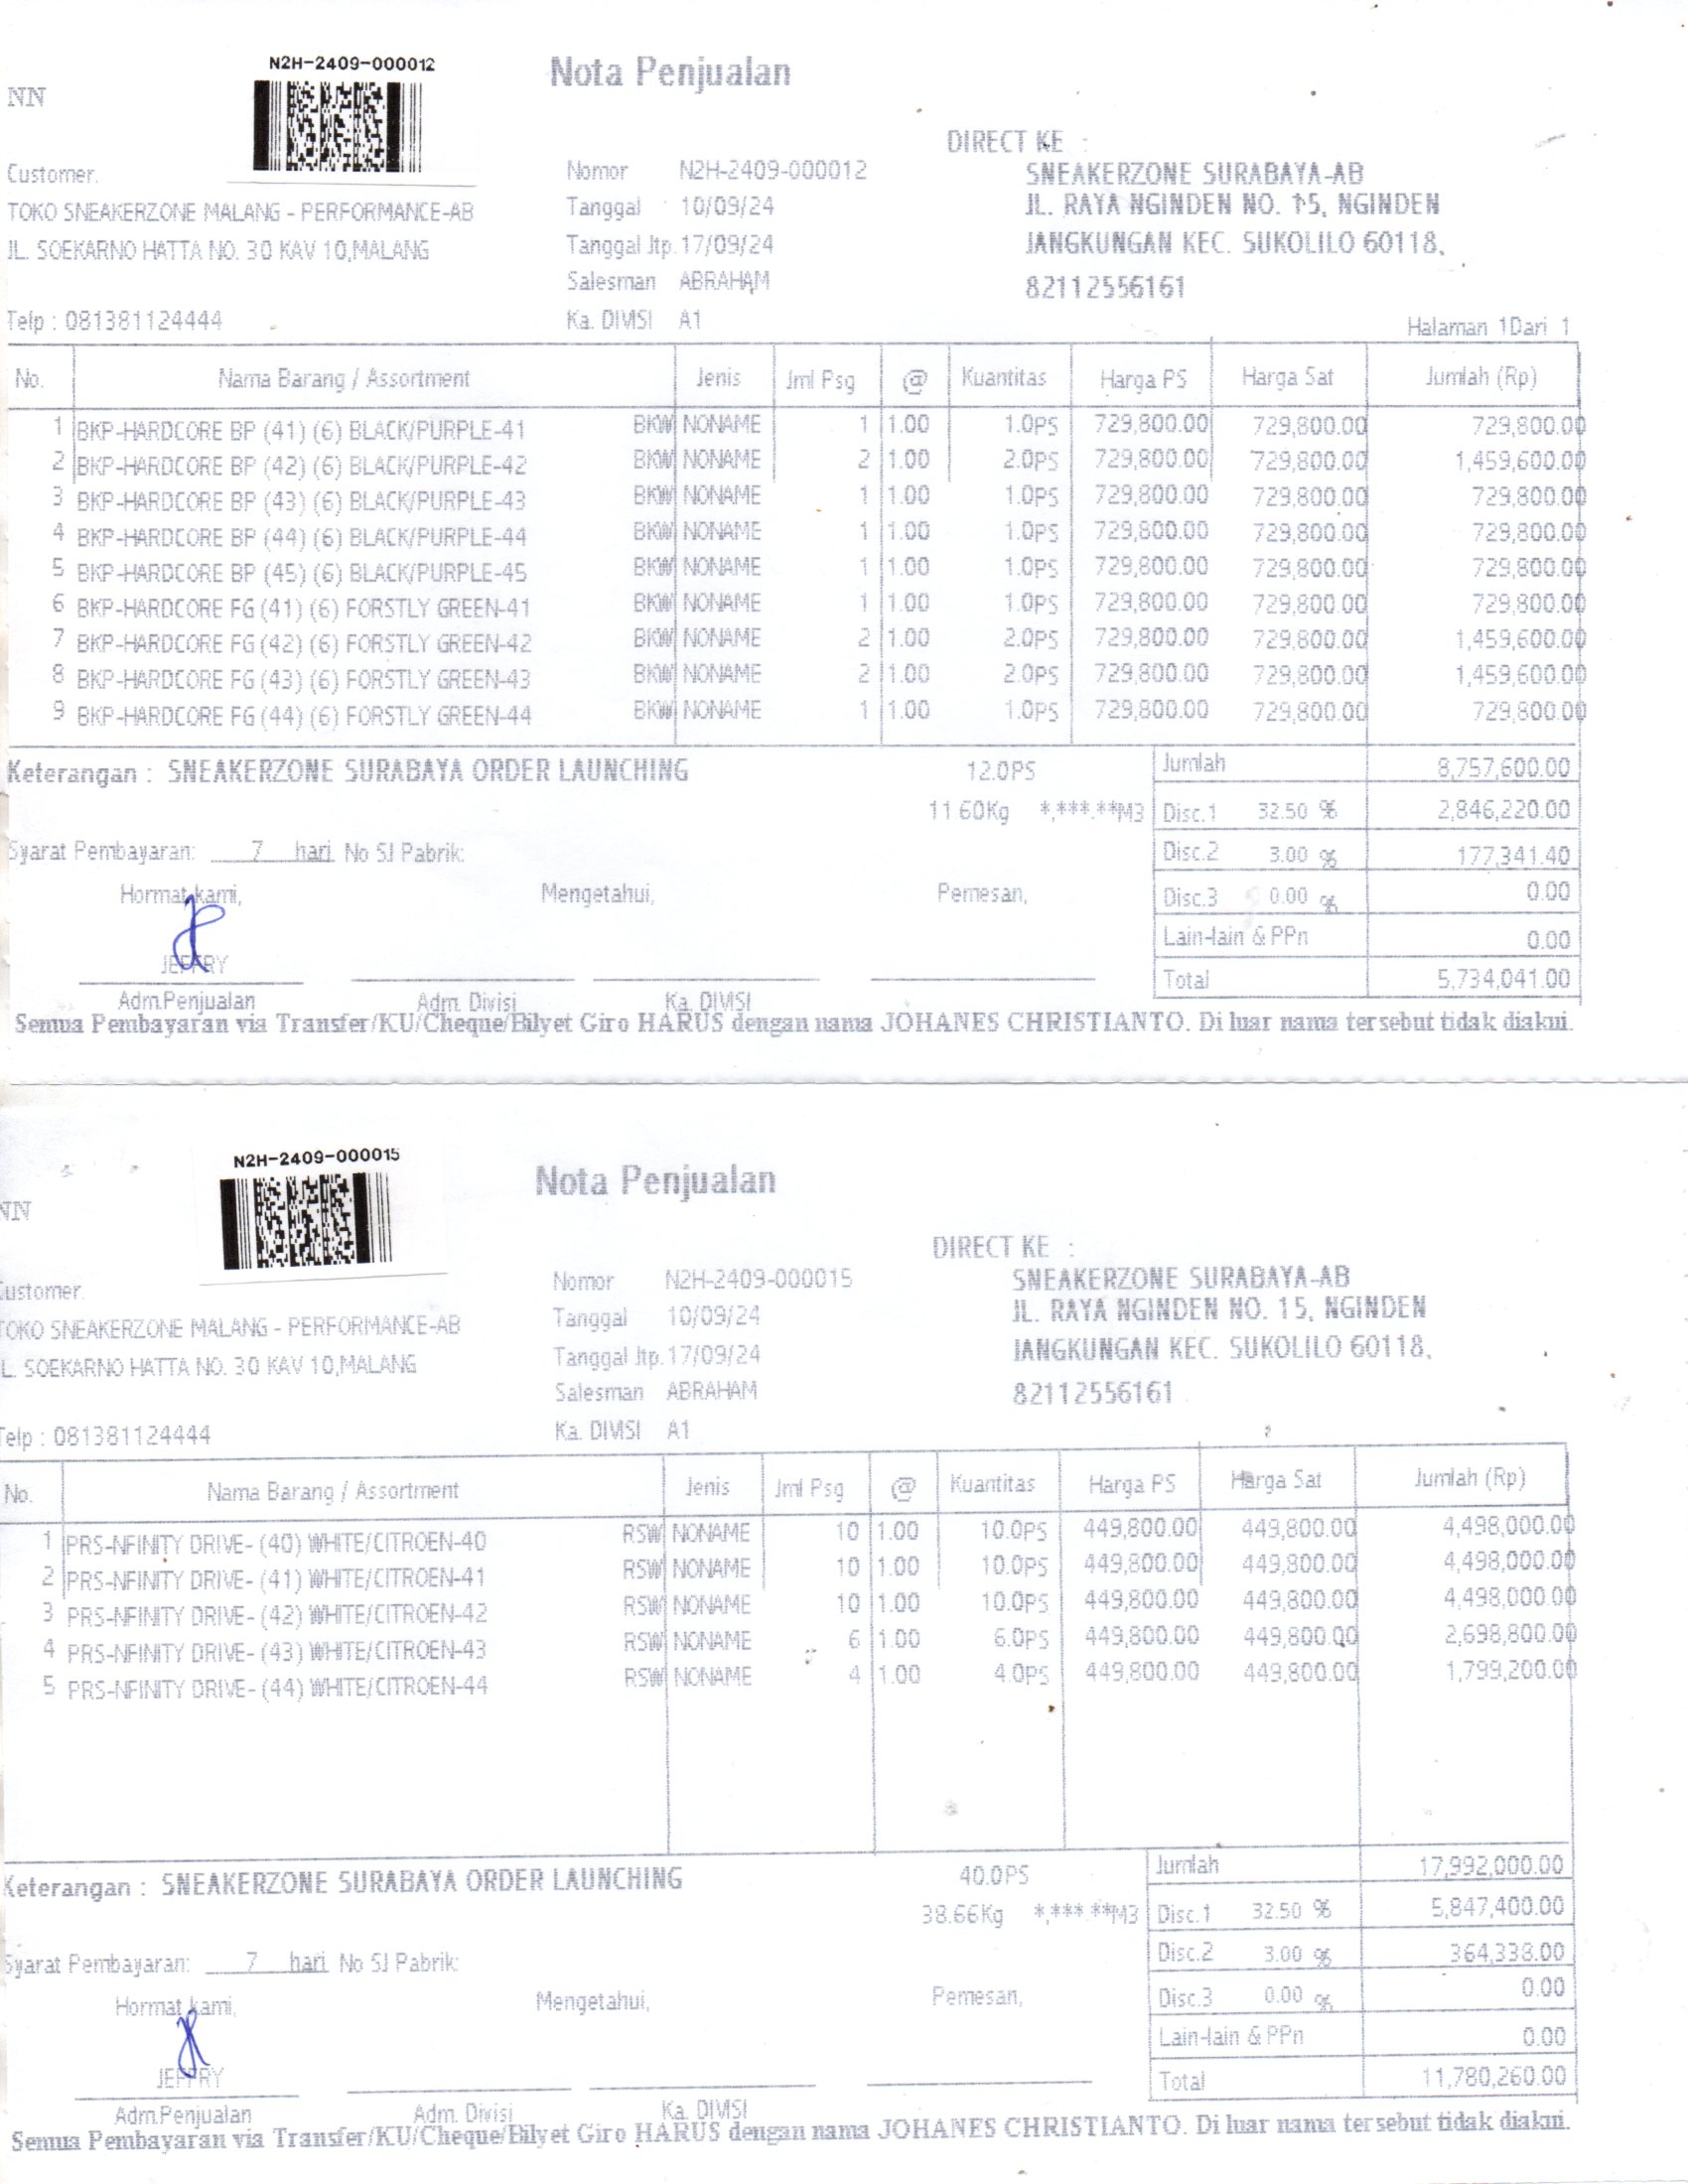 N2H-2409-000012
Nota Penjualan
NN
DIRECT KE :
Customer.
Nomor N2H-2409-000012
SNEAKERZONE SURABAYA-AB
TOKO SNEAKERZONE MALANG - PERFORMANCE-AB
Tanggal 10/09/24
JL. RAYA NGINDEN NO. 15, NGINDEN
JL. SOEKARNO HATTA NO. 30 KAV 10,MALANG
Tanggal Jtp. 17/09/24
JANGKUNGAN KEC. SUKOLILO 60118,
Salesman ABRAHAM
82112556161
Telp : 081381124444
Ka. DIVISI A1
Halaman 1Dari 1
No. Nama Barang / Assortment Jenis Jml Psg @ Kuantitas Harga PS Harga Sat Jumlah (Rp)
1 BKP-HARDCORE BP (41) (6) BLACK/PURPLE-41 BKW NONAME 1 1.00 1.0PS 729,800.00 729,800.00 729,800.00
2 BKP-HARDCORE BP (42) (6) BLACK/PURPLE-42 BKW NONAME 2 1.00 2.0PS 729,800.00 729,800.00 1,459,600.00
3 BKP-HARDCORE BP (43) (6) BLACK/PURPLE-43 BKW NONAME 1 1.00 1.0PS 729,800.00 729,800.00 729,800.00
4 BKP-HARDCORE BP (44) (6) BLACK/PURPLE-44 BKW NONAME 1 1.00 1.0PS 729,800.00 729,800.00 729,800.00
5 BKP-HARDCORE BP (45) (6) BLACK/PURPLE-45 BKW NONAME 1 1.00 1.0PS 729,800.00 729,800.00 729,800.00
6 BKP-HARDCORE FG (41) (6) FORSTLY GREEN-41 BKW NONAME 1 1.00 1.0PS 729,800.00 729,800.00 729,800.00
7 BKP-HARDCORE FG (42) (6) FORSTLY GREEN-42 BKW NONAME 2 1.00 2.0PS 729,800.00 729,800.00 1,459,600.00
8 BKP-HARDCORE FG (43) (6) FORSTLY GREEN-43 BKW NONAME 2 1.00 2.0PS 729,800.00 729,800.00 1,459,600.00
9 BKP-HARDCORE FG (44) (6) FORSTLY GREEN-44 BKW NONAME 1 1.00 1.0PS 729,800.00 729,800.00 729,800.00
Keterangan : SNEAKERZONE SURABAYA ORDER LAUNCHING 12.0PS Jumlah 8,757,600.00
11.60Kg *,***.**M3 Disc.1 32.50 % 2,846,220.00
Syarat Pembayaran: 7 hari No SJ Pabrik: Disc.2 3.00 % 177,341.40
Hormat kami, Mengetahui, Pemesan, Disc.3 0.00 % 0.00
Lain-lain & PPn 0.00
JEFFRY
Total 5,734,041.00
Adm.Penjualan Adm. Divisi Ka. DIVISI
Semua Pembayaran via Transfer/KU/Cheque/Bilyet Giro HARUS dengan nama JOHANES CHRISTIANTO. Di luar nama tersebut tidak diakui.
N2H-2409-000015
Nota Penjualan
NN
DIRECT KE :
Customer.
Nomor N2H-2409-000015
SNEAKERZONE SURABAYA-AB
TOKO SNEAKERZONE MALANG - PERFORMANCE-AB
Tanggal 10/09/24
JL. RAYA NGINDEN NO. 15, NGINDEN
L. SOEKARNO HATTA NO. 30 KAV 10,MALANG
Tanggal Jtp. 17/09/24
JANGKUNGAN KEC. SUKOLILO 60118,
Salesman ABRAHAM
82112556161
Telp : 081381124444
Ka. DIVISI A1
No. Nama Barang / Assortment Jenis Jml Psg @ Kuantitas Harga PS Harga Sat Jumlah (Rp)
1 PRS-NFINITY DRIVE- (40) WHITE/CITROEN-40 RSW NONAME 10 1.00 10.0PS 449,800.00 449,800.00 4,498,000.00
2 PRS-NFINITY DRIVE- (41) WHITE/CITROEN-41 RSW NONAME 10 1.00 10.0PS 449,800.00 449,800.00 4,498,000.00
3 PRS-NFINITY DRIVE- (42) WHITE/CITROEN-42 RSW NONAME 10 1.00 10.0PS 449,800.00 449,800.00 4,498,000.00
4 PRS-NFINITY DRIVE- (43) WHITE/CITROEN-43 RSW NONAME 6 1.00 6.0PS 449,800.00 449,800.00 2,698,800.00
5 PRS-NFINITY DRIVE- (44) WHITE/CITROEN-44 RSW NONAME 4 1.00 4.0PS 449,800.00 449,800.00 1,799,200.00
Keterangan : SNEAKERZONE SURABAYA ORDER LAUNCHING 40.0PS Jumlah 17,992,000.00
38.66Kg *,***.**M3 Disc.1 32.50 % 5,847,400.00
Syarat Pembayaran: 7 hari No SJ Pabrik: Disc.2 3.00 % 364,338.00
Hormat kami, Mengetahui, Pemesan, Disc.3 0.00 % 0.00
Lain-lain & PPn 0.00
JEFFRY
Total 11,780,260.00
Adm.Penjualan Adm. Divisi Ka. DIVISI
Semua Pembayaran via Transfer/KU/Cheque/Bilyet Giro HARUS dengan nama JOHANES CHRISTIANTO. Di luar nama tersebut tidak diakui.